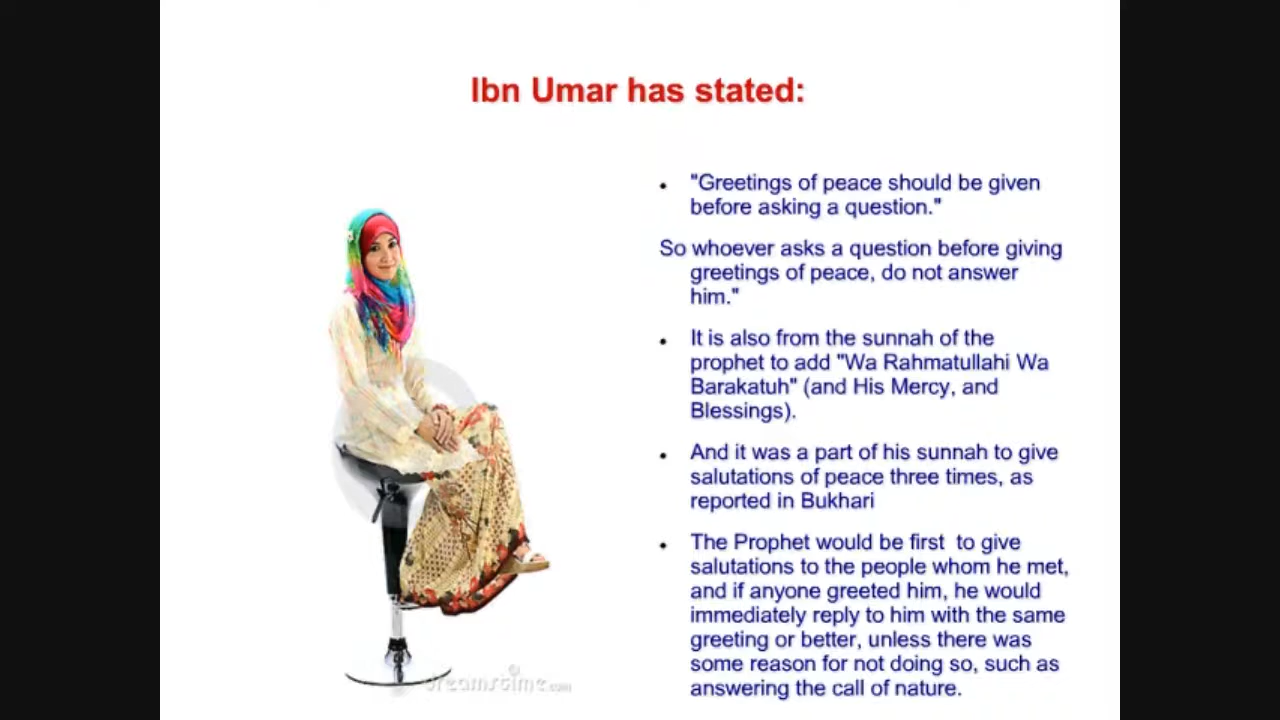 Ibn Umar has stated:
"Greetings of peace should be given
before asking a question."
So whoever asks a question before giving
greetings of peace, do not answer
him."
It is also from the sunnah of the
prophet to add "Wa Rahmatullahi Wa
Barakatuh" (and His Mercy, and
Blessings).
And it was a part of his sunnah to give
salutations of peace three times, as
reported in Bukhari
The Prophet would be first to give
salutations to the people whom he met,
and if anyone greeted him, he would
immediately reply to him with the same
greeting or better, unless there was
some reason for not doing so, such as
answering the call of nature.
dreamstime.com